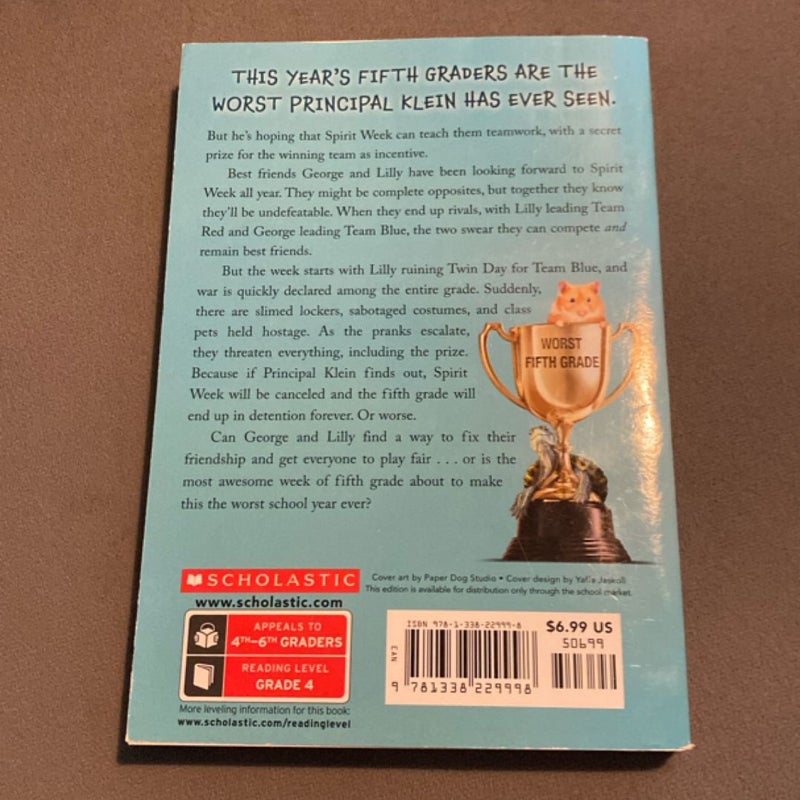 THIS YEAR'S FIFTH GRADERS ARE THE
WORST PRINCIPAL KLEIN HAS EVER SEEN.
But he's hoping that Spirit Week can teach them teamwork, with a secret
prize for the winning team as incentive.
Best friends George and Lilly have been looking forward to Spirit
Week all year. They might be complete opposites, but together they know
they'll be undefeatable. When they end up rivals, with Lilly leading Team
Red and George leading Team Blue, the two swear they can compete and
remain best friends.
But the week starts with Lilly ruining Twin Day for Team Blue, and
war is quickly declared among the entire grade. Suddenly,
there are slimed lockers, sabotaged costumes, and class
pets held hostage. As the pranks escalate,
they threaten everything, including the prize.
Because if Principal Klein finds out, Spirit
Week will be canceled and the fifth grade will
end up in detention forever. Or worse.
Can George and Lilly find a way to fix their
friendship and get everyone to play fair . . . or is the
most awesome week of fifth grade about to make
this the worst school year ever?
WORST
FIFTH GRADE
SCHOLASTIC
www.scholastic.com
Cover art by Paper Dog Studio • Cover design by Yaffa Jaskoll
This edition is available for distribution only through the school market.
APPEALS TO
4TH–6TH GRADERS
READING LEVEL
GRADE 4
More leveling information for this book:
www.scholastic.com/readinglevel
ISBN 978-1-338-22999-8
$6.99 US
50699
EAN
9 781338 229998